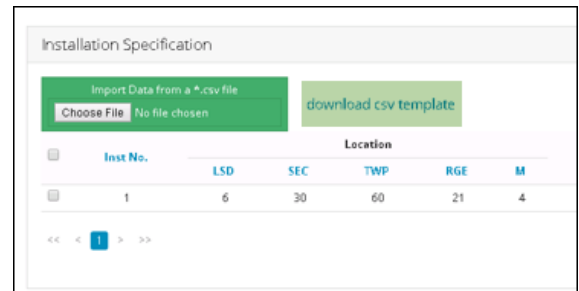 Installation Specification
Import Data from a *.csv file
Choose File No file chosen
download csv template
Inst No.
Location
LSD SEC TWP RGE M
1 6 30 60 21 4
<< < 1 > >>